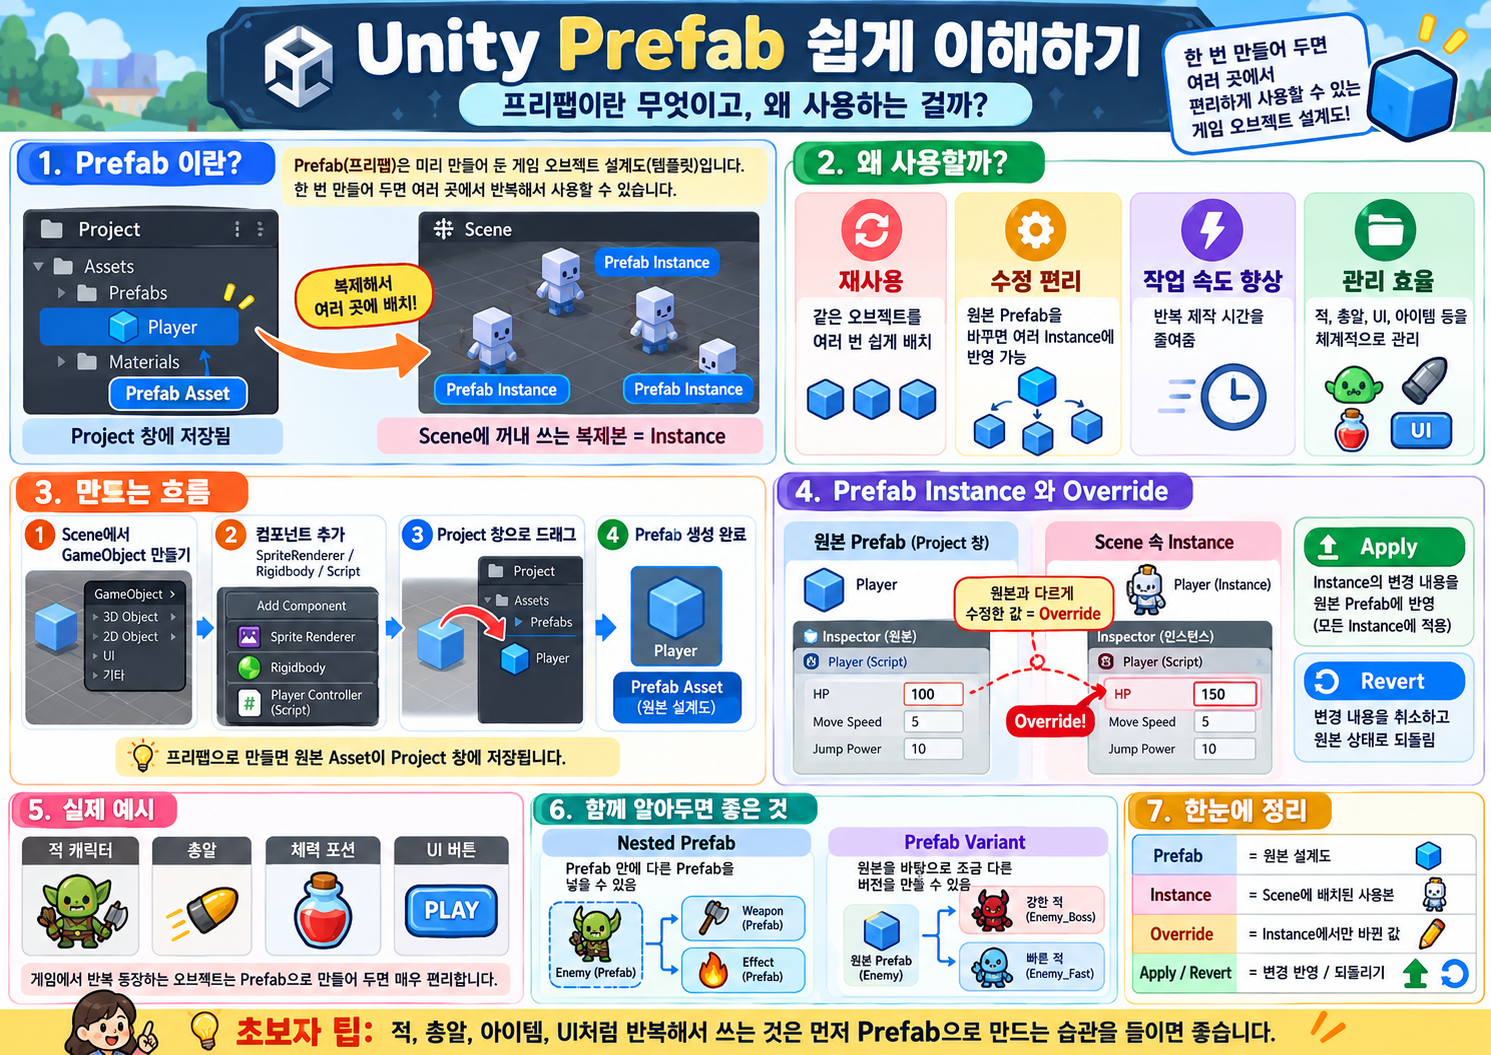 Unity Prefab 쉽게 이해하기
프리팹이란 무엇이고, 왜 사용하는 걸까?
한 번 만들어 두면
여러 곳에서
편리하게 사용할 수 있는
게임 오브젝트 설계도!
1. Prefab 이란?
Prefab(프리팹)은 미리 만들어 둔 게임 오브젝트 설계도(템플릿)입니다.
한 번 만들어 두면 여러 곳에서 반복해서 사용할 수 있습니다.
Project
Assets
Prefabs
Player
Materials
Prefab Asset
Project 창에 저장됨
복제해서
여러 곳에 배치!
Scene
Prefab Instance
Prefab Instance
Prefab Instance
Scene에 꺼내 쓰는 복제본 = Instance
2. 왜 사용할까?
재사용
같은 오브젝트를
여러 번 쉽게 배치
수정 편리
원본 Prefab을
바꾸면 여러 Instance에
반영 가능
작업 속도 향상
반복 제작 시간을
줄여줌
관리 효율
적, 총알, UI, 아이템 등을
체계적으로 관리
UI
3. 만드는 흐름
1 Scene에서
GameObject 만들기
GameObject
3D Object
2D Object
UI
기타
2 컴포넌트 추가
SpriteRenderer /
Rigidbody / Script
Add Component
Sprite Renderer
Rigidbody
# Player Controller
(Script)
3 Project 창으로 드래그
Project
Assets
Prefabs
Player
4 Prefab 생성 완료
Player
Prefab Asset
(원본 설계도)
프리팹으로 만들면 원본 Asset이 Project 창에 저장됩니다.
4. Prefab Instance 와 Override
원본 Prefab (Project 창)
Player
Inspector (원본)
Player (Script)
HP 100
Move Speed 5
Jump Power 10
원본과 다르게
수정한 값 = Override
Override!
Scene 속 Instance
Player (Instance)
Inspector (인스턴스)
Player (Script)
HP 150
Move Speed 5
Jump Power 10
Apply
Instance의 변경 내용을
원본 Prefab에 반영
(모든 Instance에 적용)
Revert
변경 내용을 취소하고
원본 상태로 되돌림
5. 실제 예시
적 캐릭터
총알
체력 포션
UI 버튼
PLAY
게임에서 반복 등장하는 오브젝트는 Prefab으로 만들어 두면 매우 편리합니다.
6. 함께 알아두면 좋은 것
Nested Prefab
Prefab 안에 다른 Prefab을
넣을 수 있음
Enemy (Prefab)
Weapon
(Prefab)
Effect
(Prefab)
Prefab Variant
원본을 바탕으로 조금 다른
버전을 만들 수 있음
원본 Prefab
(Enemy)
강한 적
(Enemy_Boss)
빠른 적
(Enemy_Fast)
7. 한눈에 정리
Prefab = 원본 설계도
Instance = Scene에 배치된 사용본
Override = Instance에서만 바뀐 값
Apply / Revert = 변경 반영 / 되돌리기
초보자 팁: 적, 총알, 아이템, UI처럼 반복해서 쓰는 것은 먼저 Prefab으로 만드는 습관을 들이면 좋습니다.